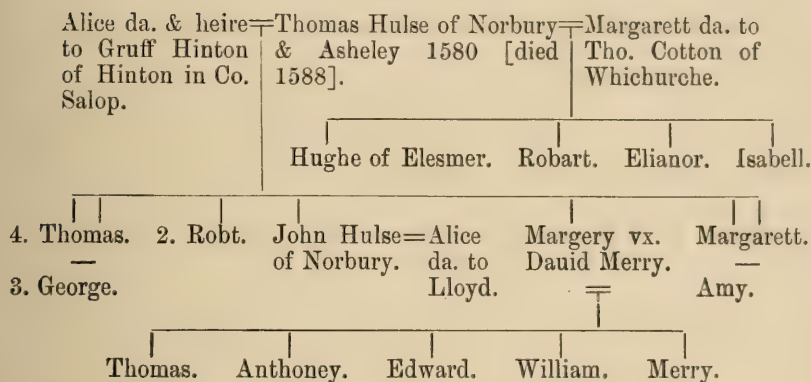 Alice da. & heire=Thomas Hulse of Norbury=Margarett da. to
to Gruff Hinton & Asheley 1580 [died Tho. Cotton of
of Hinton in Co. 1588]. Whichurche.
Salop.
Hughe of Elesmer. Robart. Elianor. Isabell.
4. Thomas. 2. Robt. John Hulse=Alice Margery vx. Margarett.
— of Norbury. da. to Dauid Merry. —
3. George. Lloyd. Amy.
Thomas. Anthoney. Edward. William. Merry.